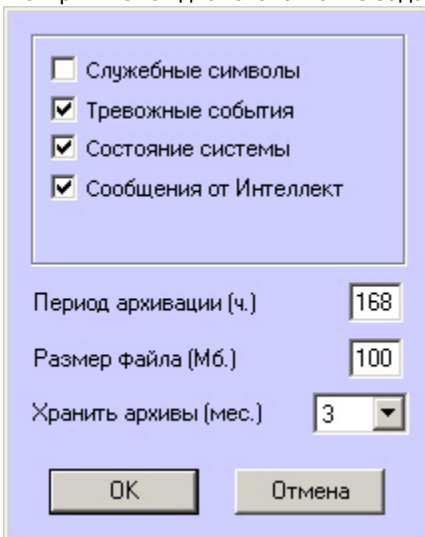 Служебные символы
Тревожные события
Состояние системы
Сообщения от Интеллект
Период архивации (ч.) 168
Размер файла (Мб.) 100
Хранить архивы (мес.) 3
OK Отмена